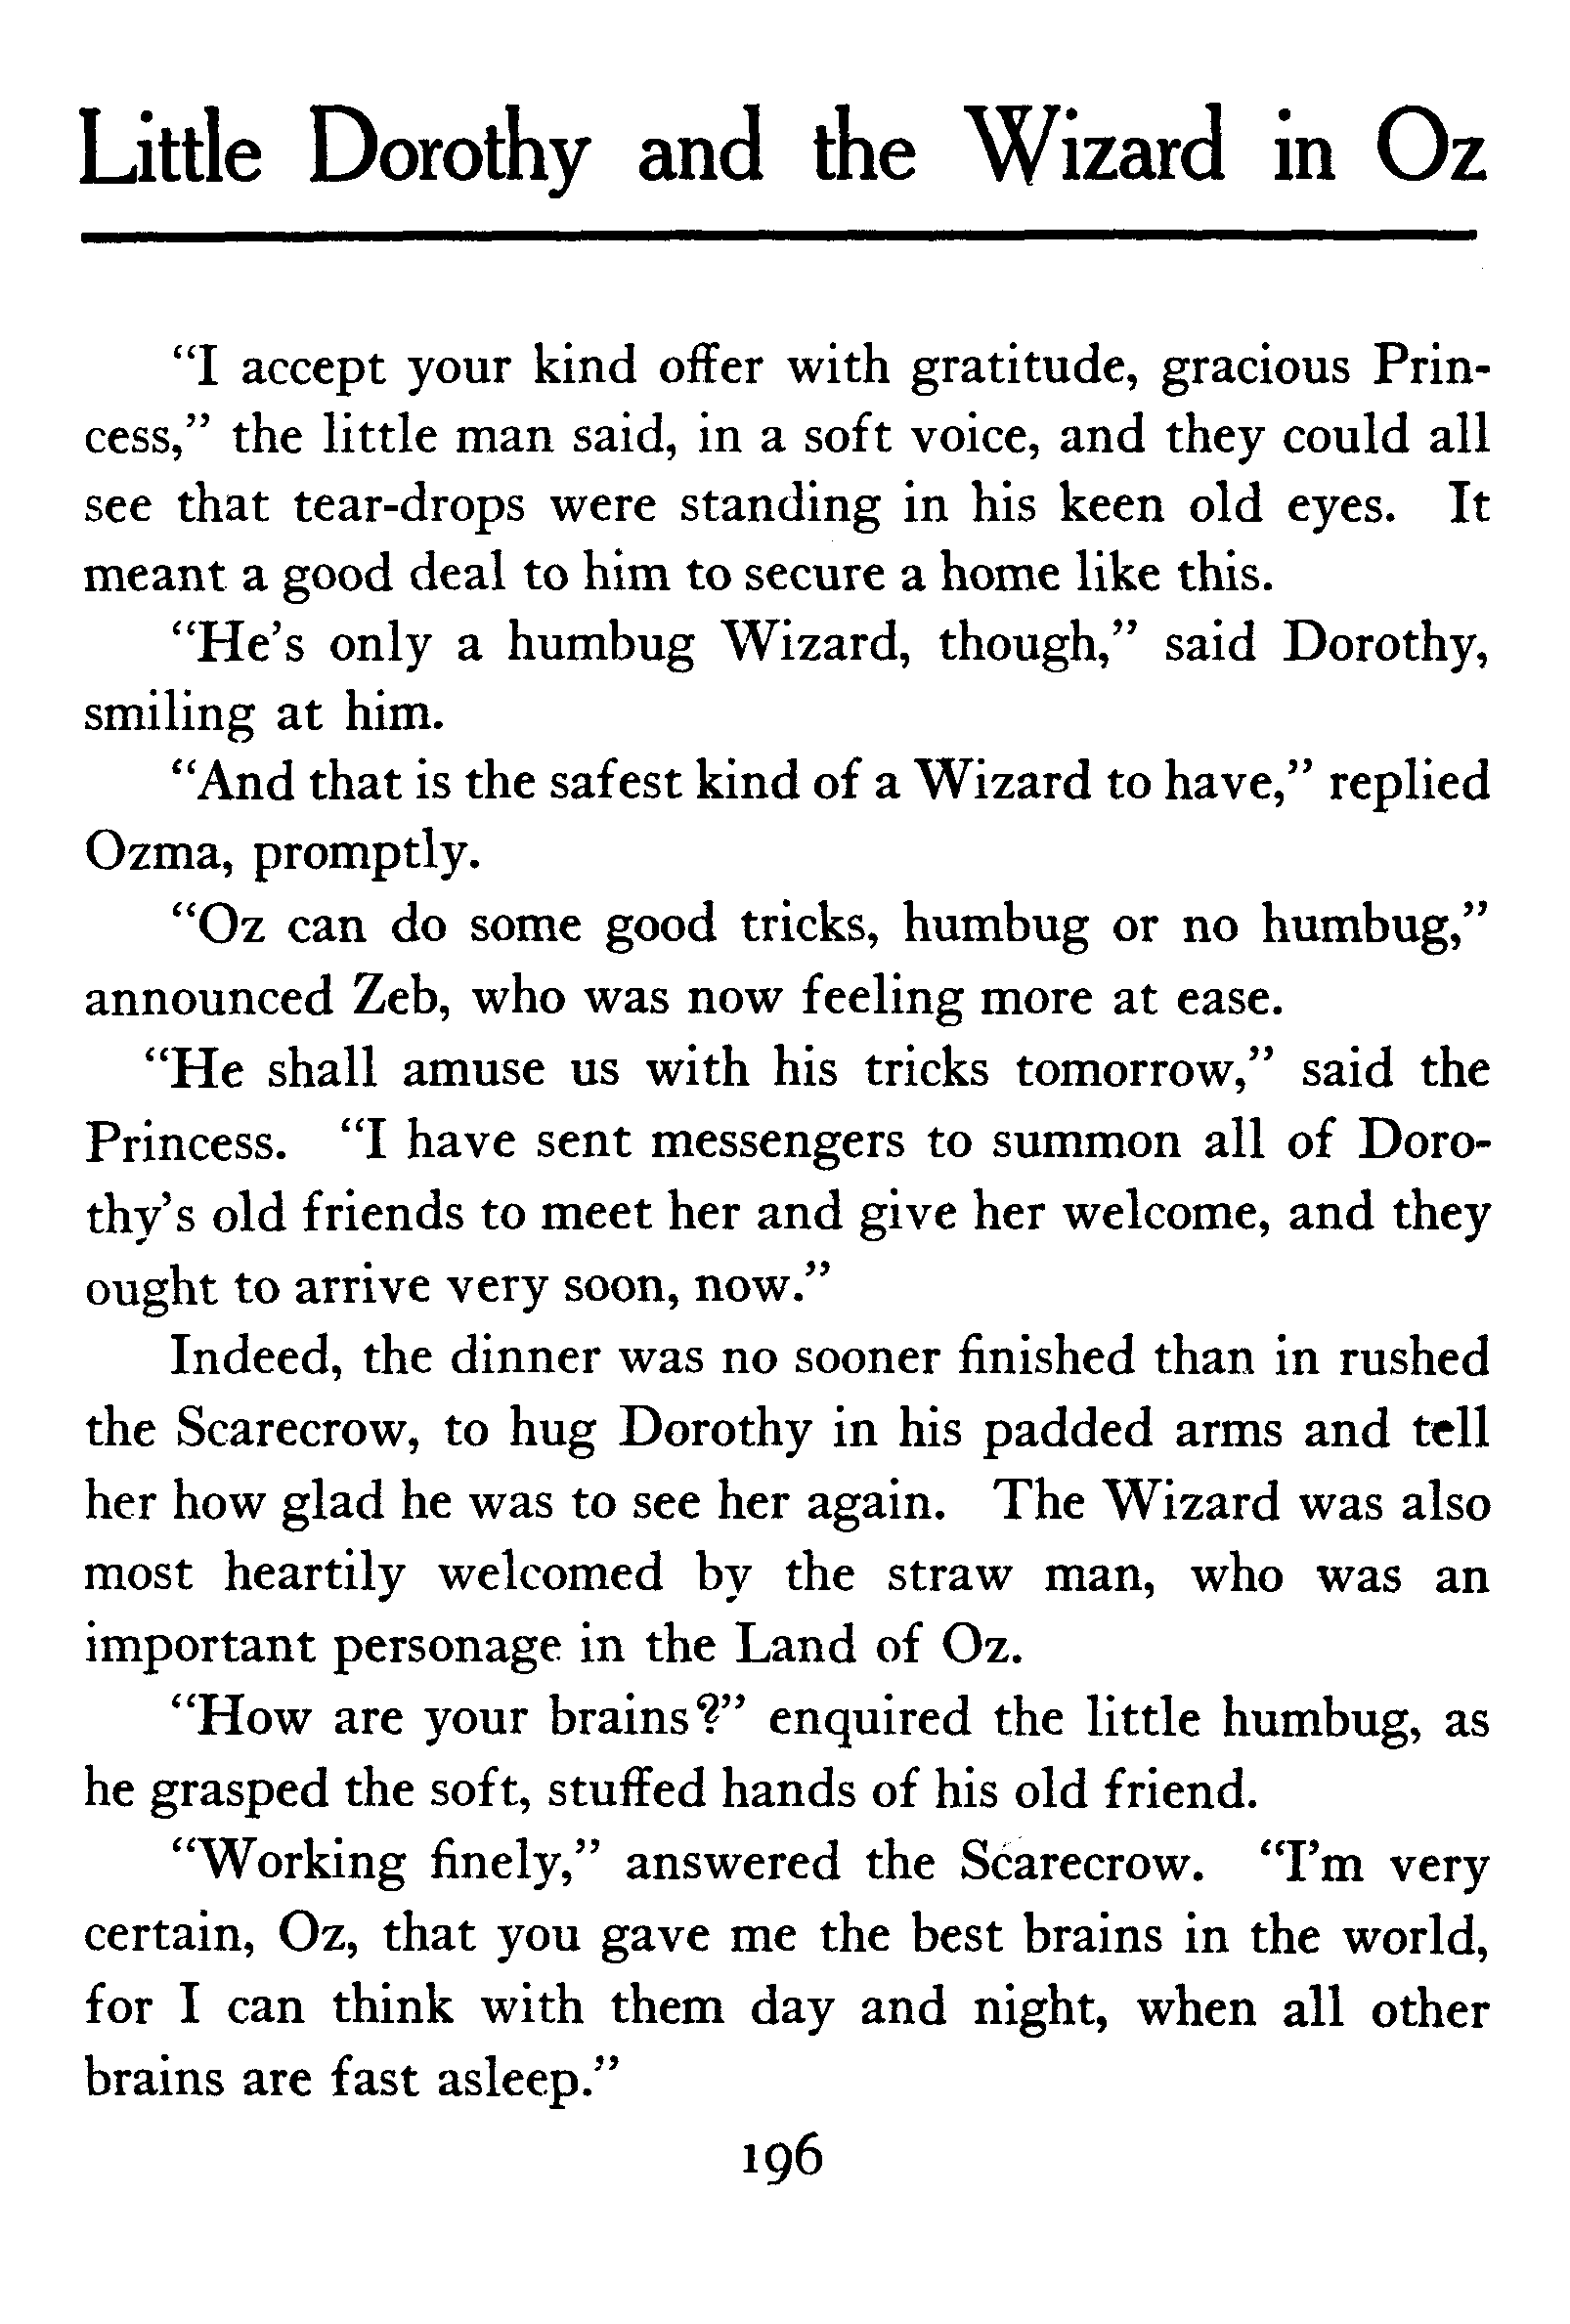 Little Dorothy and the Wizard in Oz
“I accept your kind offer with gratitude, gracious Prin-
cess,” the little man said, in a soft voice, and they could all
see that tear-drops were standing in his keen old eyes. It
meant a good deal to him to secure a home like this.
“He’s only a humbug Wizard, though,” said Dorothy,
smiling at him.
“And that is the safest kind of a Wizard to have,” replied
Ozma, promptly.
“Oz can do some good tricks, humbug or no humbug,”
announced Zeb, who was now feeling more at ease.
“He shall amuse us with his tricks tomorrow,” said the
Princess. “I have sent messengers to summon all of Doro-
thy’s old friends to meet her and give her welcome, and they
ought to arrive very soon, now.”
Indeed, the dinner was no sooner finished than in rushed
the Scarecrow, to hug Dorothy in his padded arms and tell
her how glad he was to see her again. The Wizard was also
most heartily welcomed by the straw man, who was an
important personage in the Land of Oz.
“How are your brains?” enquired the little humbug, as
he grasped the soft, stuffed hands of his old friend.
“Working finely,” answered the Scarecrow. “I’m very
certain, Oz, that you gave me the best brains in the world,
for I can think with them day and night, when all other
brains are fast asleep.”
196